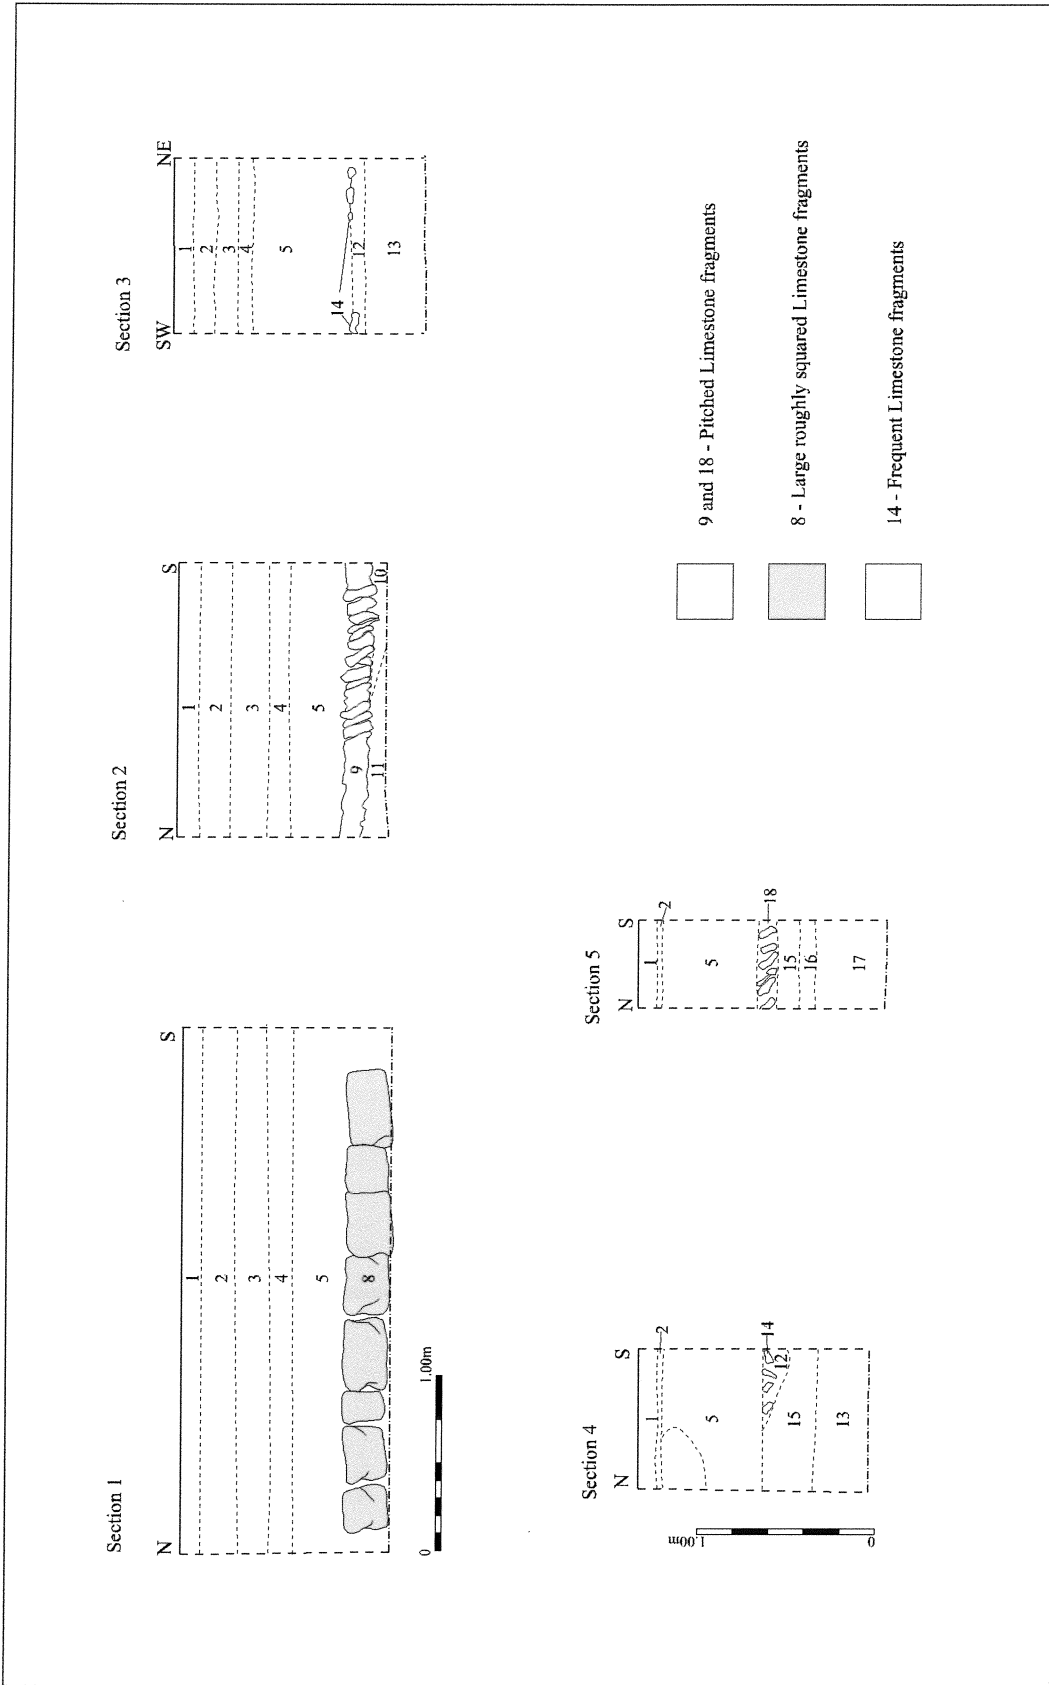 Section 1
N S
1
2
3
4
5
8
0 1.00m
Section 2
N S
1
2
3
4
5
9
10
11
Section 3
SW NE
1
2
3
4
5
14
12
13
Section 4
N S
1
2
5
14
12
15
13
0 1.00m
Section 5
N S
1
2
5
18
15
16
17
9 and 18 - Pitched Limestone fragments
8 - Large roughly squared Limestone fragments
14 - Frequent Limestone fragments